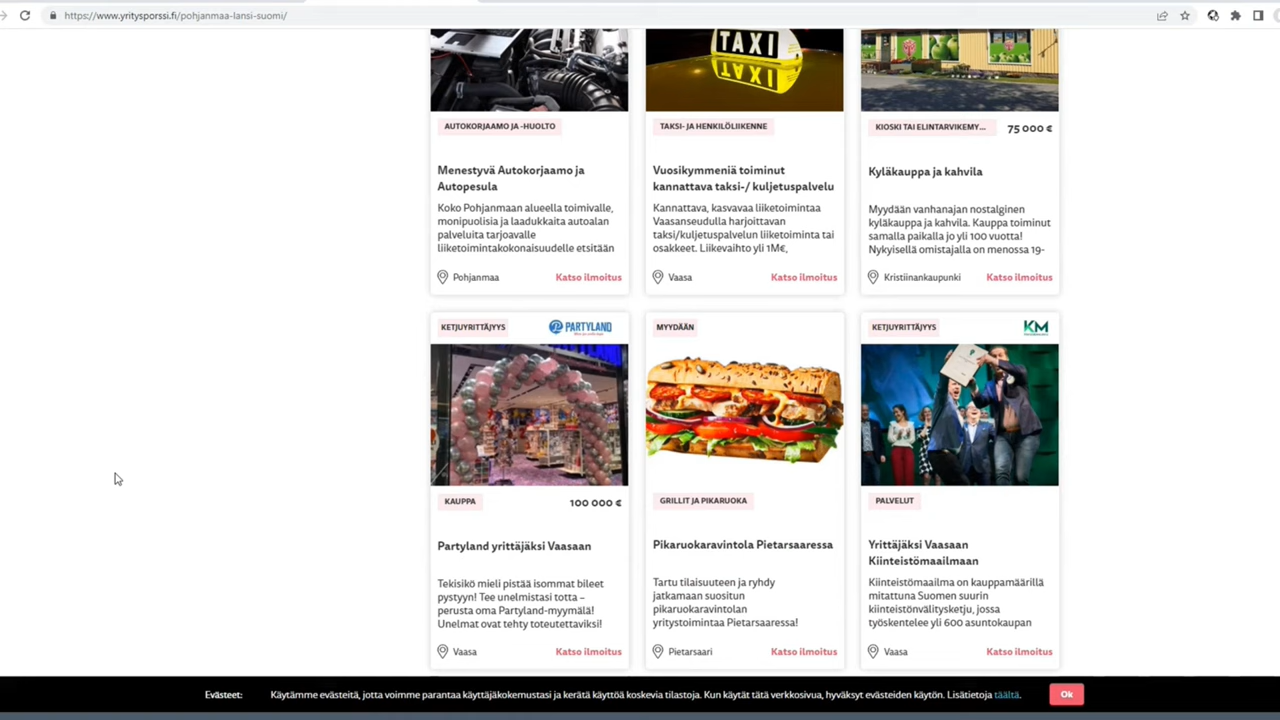 https://www.yritysporssi.fi/pohjanmaa-lansi-suomi/
TAXI
AUTOKORJAAMO JA -HUOLTO
Menestyvä Autokorjaamo ja
Autopesula
Koko Pohjanmaan alueella toimivalle,
monipuolisia ja laadukkaita autoalan
palveluita tarjoavalle
liiketoimintakokonaisuudelle etsitään
Pohjanmaa
Katso ilmoitus
TAKSI- JA HENKILÖLIIKENNE
Vuosikymmeniä toiminut
kannattava taksi-/ kuljetuspalvelu
Kannattava, kasvavaa liiketoimintaa
Vaasanseudulla harjoittavan
taksi/kuljetuspalvelun liiketoiminta tai
osakkeet. Liikevaihto yli 1M€,
Vaasa
Katso ilmoitus
KIOSKI TAI ELINTARVIKEMY...
75 000 €
Kyläkauppa ja kahvila
Myydään vanhanajan nostalginen
kyläkauppa ja kahvila. Kauppa toiminut
samalla paikalla jo yli 100 vuotta!
Nykyisellä omistajalla on menossa 19-
Kristiinankaupunki
Katso ilmoitus
KETJUYRITTÄJYYS
PARTYLAND
KAUPPA
100 000 €
Partyland yrittäjäksi Vaasaan
Tekisikö mieli pistää isommat bileet
pystyyn! Tee unelmistasi totta –
perusta oma Partyland-myymälä!
Unelmat ovat tehty toteutettaviksi!
Vaasa
Katso ilmoitus
MYYDÄÄN
GRILLIT JA PIKARUOKA
Pikaruokaravintola Pietarsaaressa
Tartu tilaisuuteen ja ryhdy
jatkamaan suositun
pikaruokaravintolan
yritystoimintaa Pietarsaaressa!
Pietarsaari
Katso ilmoitus
KETJUYRITTÄJYYS
KM
PALVELUT
Yrittäjäksi Vaasaan
Kiinteistömaailmaan
Kiinteistömaailma on kauppamäärillä
mitattuna Suomen suurin
kiinteistönvälitysketju, jossa
työskentelee yli 600 asuntokaupan
Vaasa
Katso ilmoitus
Evästeet:
Käytämme evästeitä, jotta voimme parantaa käyttäjäkokemustasi ja kerätä käyttöä koskevia tilastoja. Kun käytät tätä verkkosivua, hyväksyt evästeiden käytön. Lisätietoja täältä.
Ok